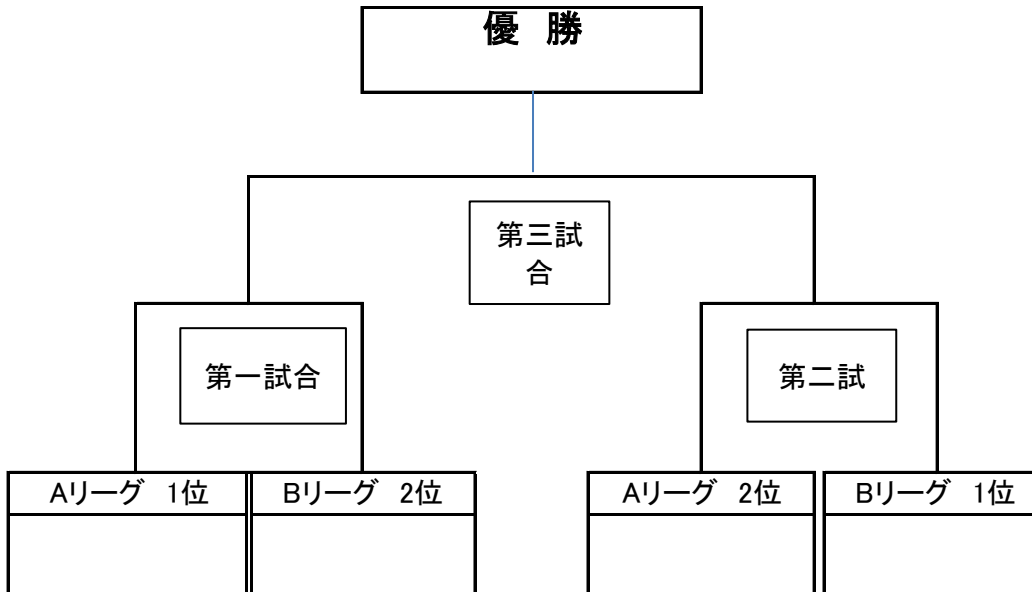 優　勝
第三試
合
第一試合
第二試
Aリーグ　1位
Bリーグ　2位
Aリーグ　2位
Bリーグ　1位